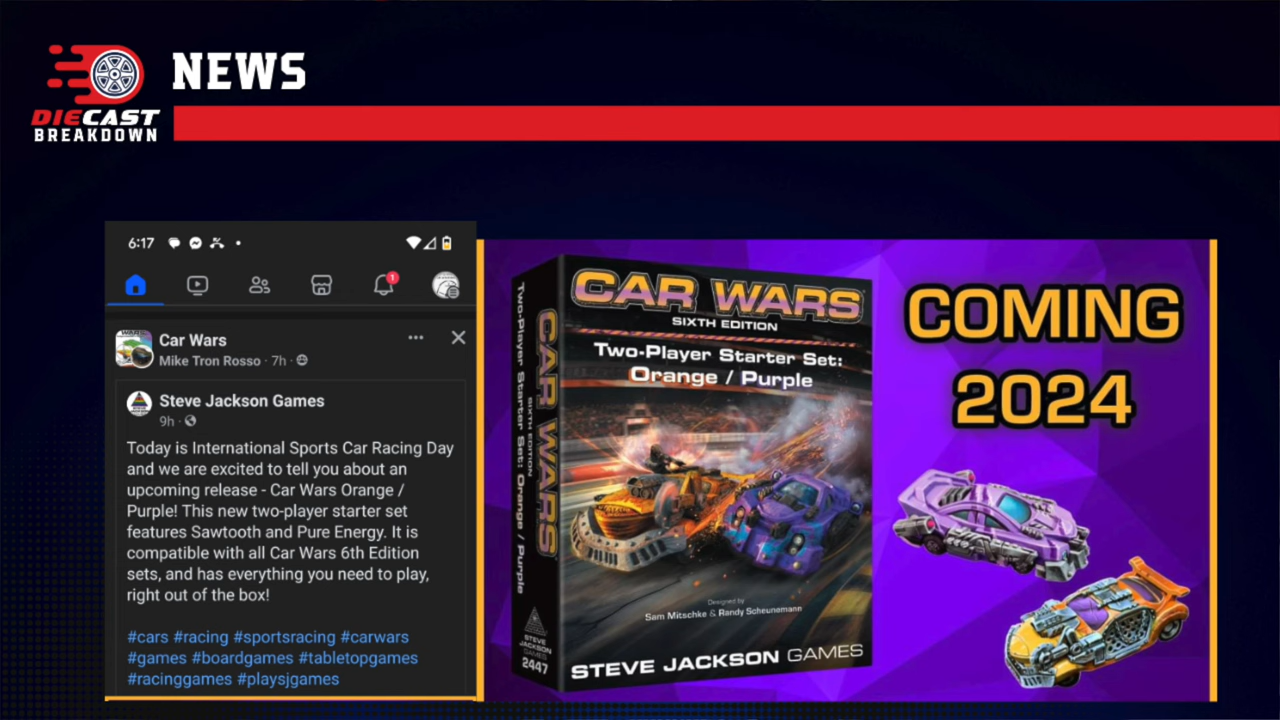 DIECAST
BREAKDOWN
NEWS
6:17
1
Car Wars
Mike Tron Rosso · 7h ·
Steve Jackson Games
9h ·
Today is International Sports Car Racing Day
and we are excited to tell you about an
upcoming release - Car Wars Orange /
Purple! This new two-player starter set
features Sawtooth and Pure Energy. It is
compatible with all Car Wars 6th Edition
sets, and has everything you need to play,
right out of the box!
#cars #racing #sportsracing #carwars
#games #boardgames #tabletopgames
#racinggames #playsjgames
Two-Player Starter Set: Orange / Purple
CAR WARS
SIXTH EDITION
STEVE
JACKSON
GAMES
2447
CAR WARS
SIXTH EDITION
Two-Player Starter Set:
Orange / Purple
Designed by
Sam Mitschke & Randy Scheunemann
STEVE JACKSON GAMES
COMING
2024